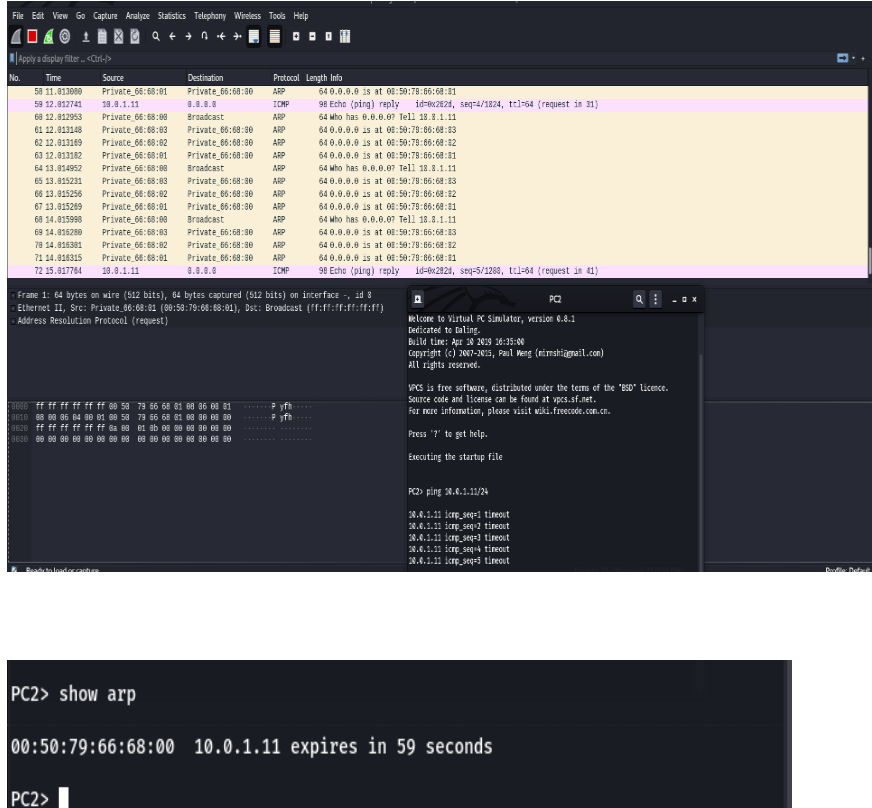 File Edit View Go Capture Analyze Statistics Telephony Wireless Tools Help
Apply a display filter ... <Ctrl-/>
No. Time Source Destination Protocol Length Info
58 11.013080 Private_66:68:01 Private_66:68:00 ARP 64 0.0.0.0 is at 00:50:79:66:68:01
59 12.012741 10.0.1.11 0.0.0.0 ICMP 98 Echo (ping) reply id=0x282d, seq=4/1024, ttl=64 (request in 31)
60 12.012953 Private_66:68:00 Broadcast ARP 64 Who has 0.0.0.0? Tell 10.0.1.11
61 12.013148 Private_66:68:03 Private_66:68:00 ARP 64 0.0.0.0 is at 00:50:79:66:68:03
62 12.013169 Private_66:68:02 Private_66:68:00 ARP 64 0.0.0.0 is at 00:50:79:66:68:02
63 12.013182 Private_66:68:01 Private_66:68:00 ARP 64 0.0.0.0 is at 00:50:79:66:68:01
64 13.014952 Private_66:68:00 Broadcast ARP 64 Who has 0.0.0.0? Tell 10.0.1.11
65 13.015231 Private_66:68:03 Private_66:68:00 ARP 64 0.0.0.0 is at 00:50:79:66:68:03
66 13.015256 Private_66:68:02 Private_66:68:00 ARP 64 0.0.0.0 is at 00:50:79:66:68:02
67 13.015269 Private_66:68:01 Private_66:68:00 ARP 64 0.0.0.0 is at 00:50:79:66:68:01
68 14.015998 Private_66:68:00 Broadcast ARP 64 Who has 0.0.0.0? Tell 10.0.1.11
69 14.016280 Private_66:68:03 Private_66:68:00 ARP 64 0.0.0.0 is at 00:50:79:66:68:03
70 14.016301 Private_66:68:02 Private_66:68:00 ARP 64 0.0.0.0 is at 00:50:79:66:68:02
71 14.016315 Private_66:68:01 Private_66:68:00 ARP 64 0.0.0.0 is at 00:50:79:66:68:01
72 15.017764 10.0.1.11 0.0.0.0 ICMP 98 Echo (ping) reply id=0x282d, seq=5/1280, ttl=64 (request in 41)
Frame 1: 64 bytes on wire (512 bits), 64 bytes captured (512 bits) on interface -, id 0
Ethernet II, Src: Private_66:68:01 (00:50:79:66:68:01), Dst: Broadcast (ff:ff:ff:ff:ff:ff)
Address Resolution Protocol (request)
0000 ff ff ff ff ff ff 00 50 79 66 68 01 08 06 00 01 ·······P yfh·····
0010 08 00 06 04 00 01 00 50 79 66 68 01 00 00 00 00 ·······P yfh·····
0020 ff ff ff ff ff ff 0a 00 01 0b 00 00 00 00 00 00 ········ ········
0030 00 00 00 00 00 00 00 00 00 00 00 00 00 00 00 00
Ready to load or capture
Profile: Default
PC2
Welcome to Virtual PC Simulator, version 0.8.1
Dedicated to Daling.
Build time: Apr 10 2019 16:35:00
Copyright (c) 2007-2015, Paul Meng (mirnshi@gmail.com)
All rights reserved.
VPCS is free software, distributed under the terms of the "BSD" licence.
Source code and license can be found at vpcs.sf.net.
For more information, please visit wiki.freecode.com.cn.
Press '?' to get help.
Executing the startup file
PC2> ping 10.0.1.11/24
10.0.1.11 icmp_seq=1 timeout
10.0.1.11 icmp_seq=2 timeout
10.0.1.11 icmp_seq=3 timeout
10.0.1.11 icmp_seq=4 timeout
10.0.1.11 icmp_seq=5 timeout
PC2> show arp
00:50:79:66:68:00 10.0.1.11 expires in 59 seconds
PC2>